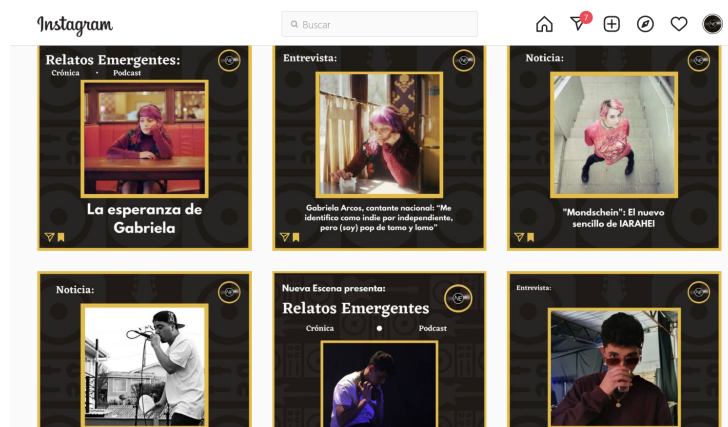 Instagram
Buscar
7
Relatos Emergentes:
Crónica · Podcast
La esperanza de
Gabriela
Entrevista:
Gabriela Arcos, cantante nacional: “Me
identifico como indie por independiente,
pero (soy) pop de tomo y lomo”
Noticia:
"Mondschein": El nuevo
sencillo de IARAHEI
Noticia:
Nueva Escena presenta:
Relatos Emergentes
Crónica • Podcast
Entrevista: